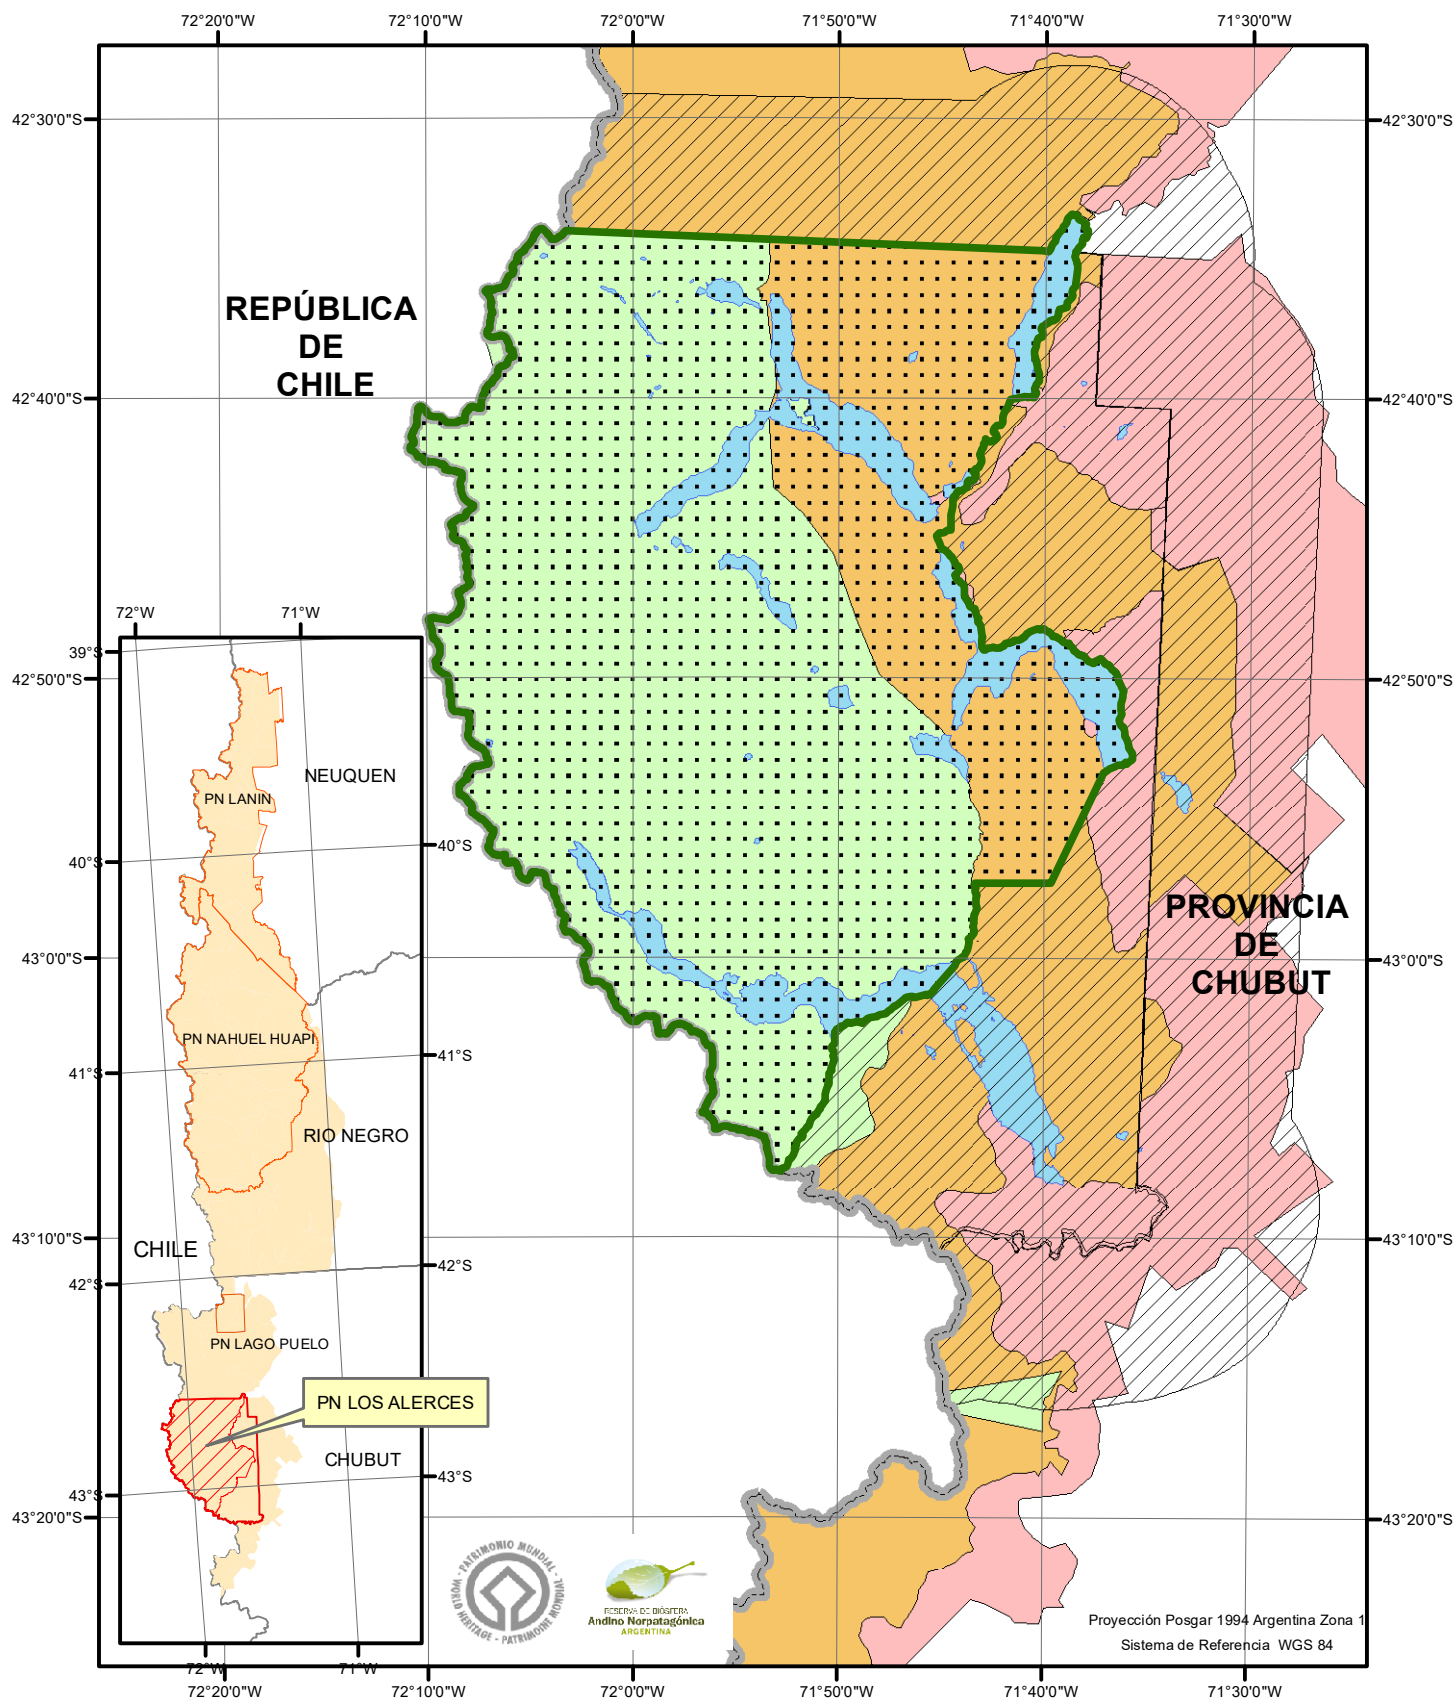 72°20'0"W
72°10'0"W
72°0'0"W
71°50'0"W
71°40'0"W
71°30'0"W
42°30'0"S
42°30'0"S
REPÚBLICA
DE
CHILE
42°40'0"S
42°40'0"S
72°W
71°W
39°S
42°50'0"S
42°50'0"S
NEUQUEN
PN LANIN
40°S
40°S
PROVINCIA
DE
CHUBUT
43°0'0"S
43°0'0"S
PN NAHUEL HUAPI
41°S
41°S
RIO NEGRO
43°10'0"S
43°10'0"S
CHILE
42°S
42°S
PN LAGO PUELO
PN LOS ALERCES
CHUBUT
43°S
43°S
43°20'0"S
43°20'0"S
PATRIMONIO MUNDIAL - WORLD HERITAGE - PATRIMOINE MONDIAL -
RESERVA DE BIÓSFERA
Andino Norpatagónica
ARGENTINA
Proyección Posgar 1994 Argentina Zona 1
Sistema de Referencia WGS 84
72°W
71°W
72°20'0"W
72°10'0"W
72°0'0"W
71°50'0"W
71°40'0"W
71°30'0"W